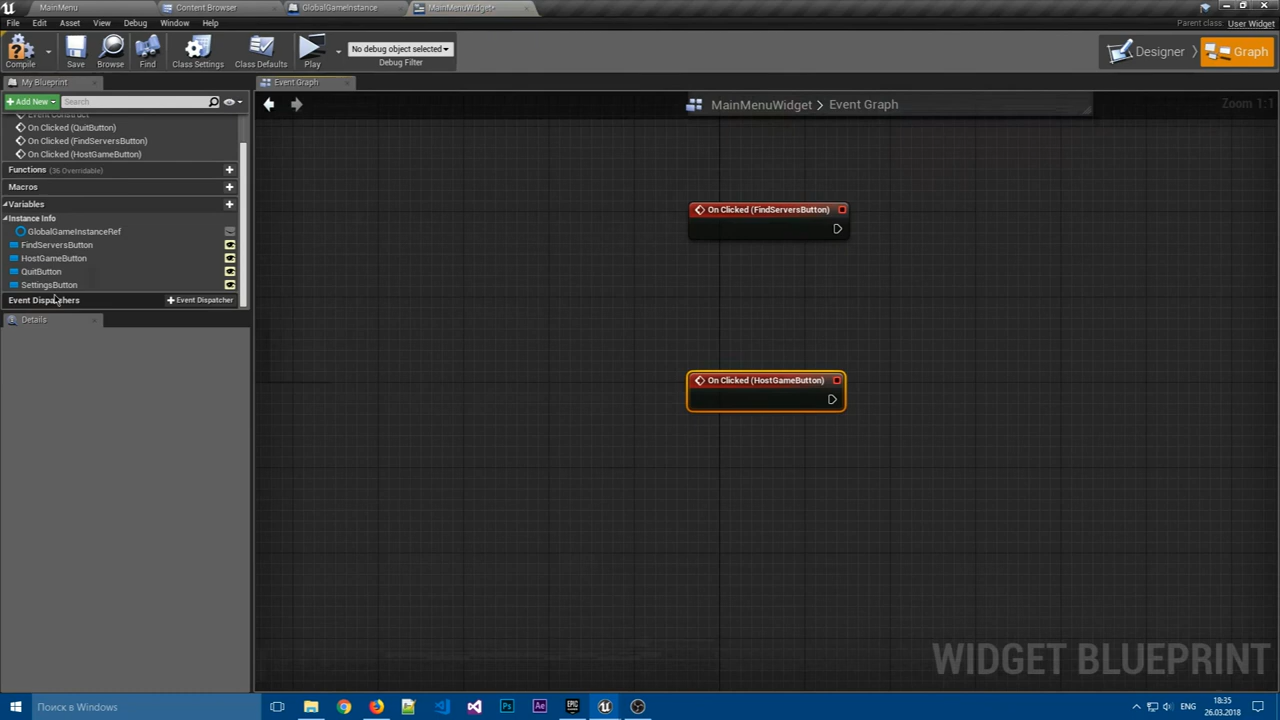 MainMenu
Content Browser
GlobalGameInstance
MainMenuWidget*
File Edit Asset View Debug Window Help
Parent class: User Widget
Compile
Save
Browse
Find
Class Settings
Class Defaults
Play
No debug object selected
Debug Filter
Designer
Graph
My Blueprint
Event Graph
+Add New
Search
MainMenuWidget > Event Graph
Zoom 1:1
Event Construct
On Clicked (QuitButton)
On Clicked (FindServersButton)
On Clicked (HostGameButton)
Functions (36 Overridable)
Macros
Variables
Instance Info
GlobalGameInstanceRef
FindServersButton
HostGameButton
QuitButton
SettingsButton
Event Dispatchers
+ Event Dispatcher
Details
On Clicked (FindServersButton)
On Clicked (HostGameButton)
WIDGET BLUEPRINT
Поиск в Windows
Ps
Ae
EPIC
ENG
18:35
26.03.2018